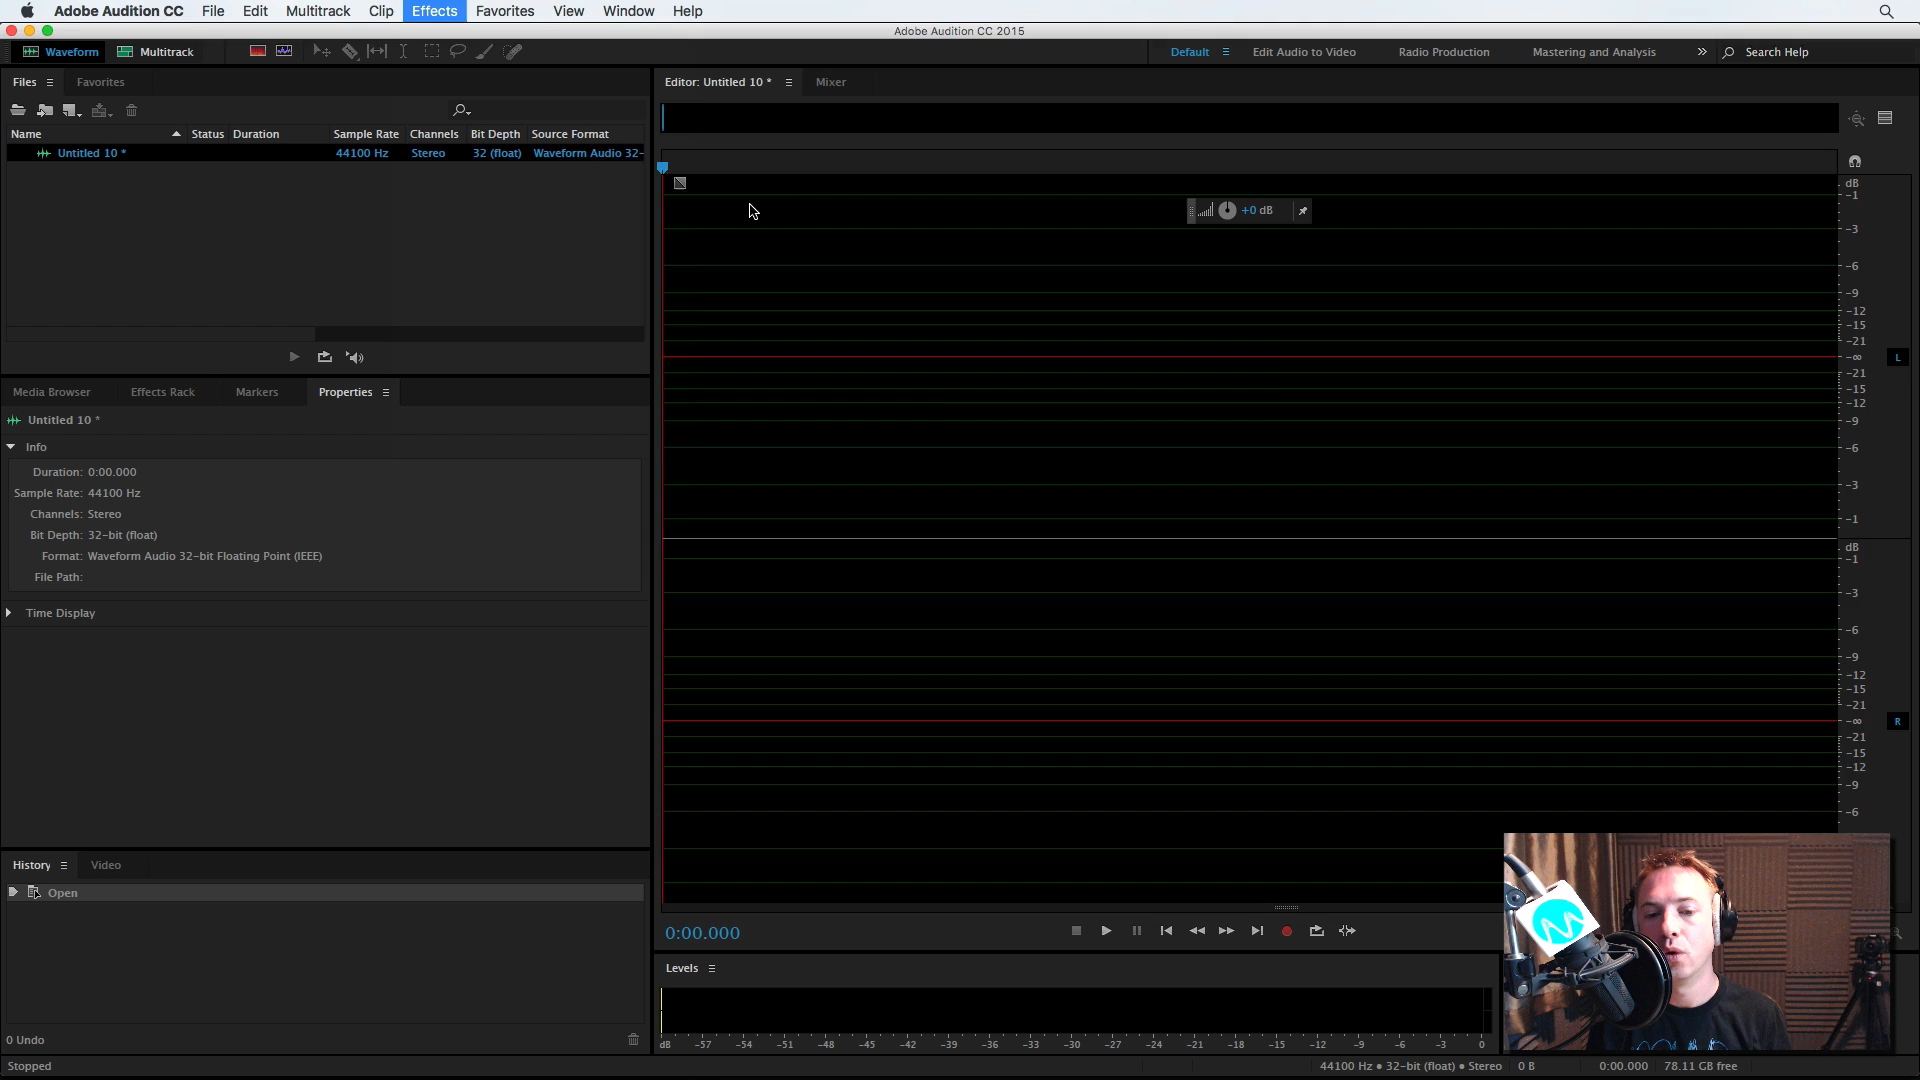 Adobe Audition CC File Edit Multitrack Clip Effects Favorites View Window Help
Adobe Audition CC 2015
Waveform Multitrack Default Edit Audio to Video Radio Production Mastering and Analysis » Search Help
Files Favorites
Name Status Duration Sample Rate Channels Bit Depth Source Format
Untitled 10 * 44100 Hz Stereo 32 (float) Waveform Audio 32-
Media Browser Effects Rack Markers Properties
Untitled 10 *
Info
Duration: 0:00.000
Sample Rate: 44100 Hz
Channels: Stereo
Bit Depth: 32-bit (float)
Format: Waveform Audio 32-bit Floating Point (IEEE)
File Path:
Time Display
History Video
Open
0 Undo
Stopped
Editor: Untitled 10 * Mixer
+0 dB
dB
-1
-3
-6
-9
-12
-15
-21
-∞
L
-21
-15
-12
-9
-6
-3
-1
dB
-1
-3
-6
-9
-12
-15
-21
-∞
R
-21
-15
-12
-9
-6
0:00.000
Levels
dB -57 -54 -51 -48 -45 -42 -39 -36 -33 -30 -27 -24 -21 -18 -15 -12 -9 -6 -3 0
44100 Hz • 32-bit (float) • Stereo 0 B 0:00.000 78.11 GB free